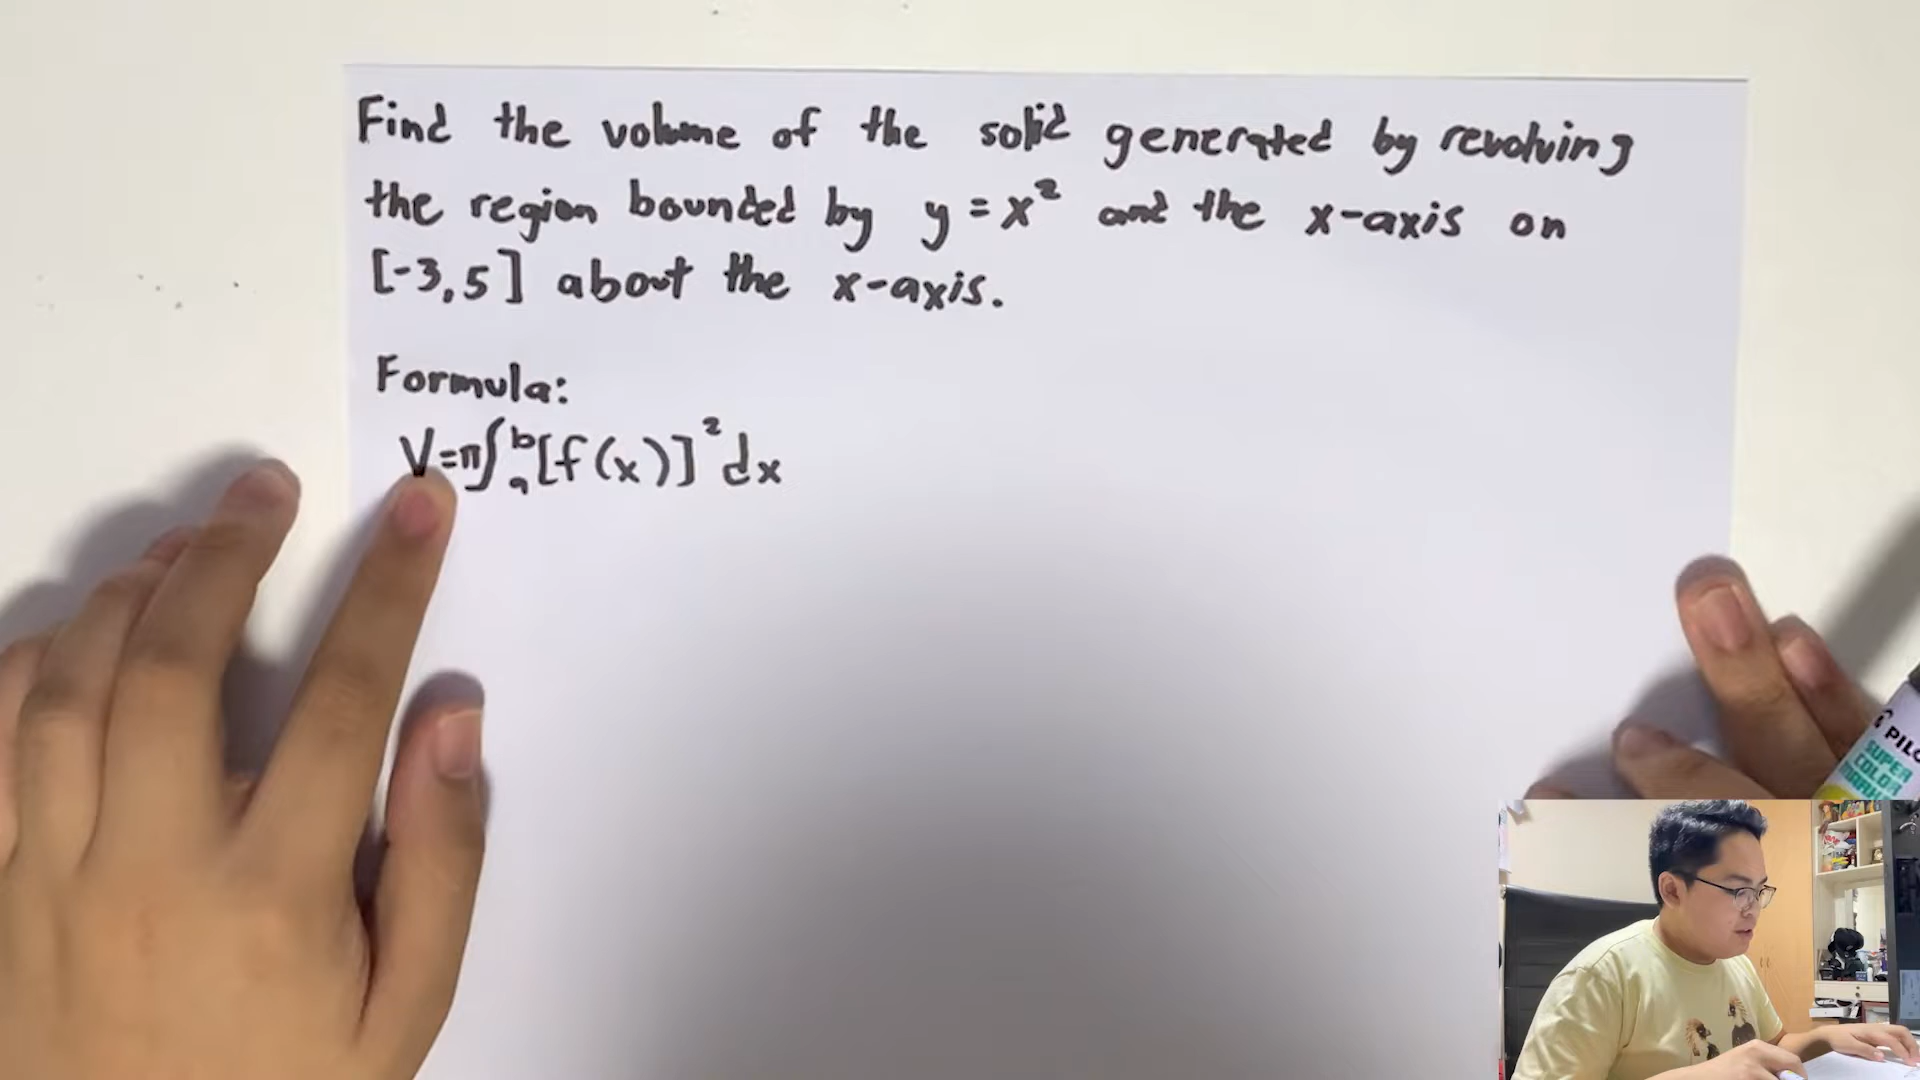 Find the volume of the solid generated by revolving
the region bounded by y = x² and the x-axis on
[-3,5] about the x-axis.
Formula:
V=π∫ₐᵇ[f(x)]²dx
SUPER
COLOR